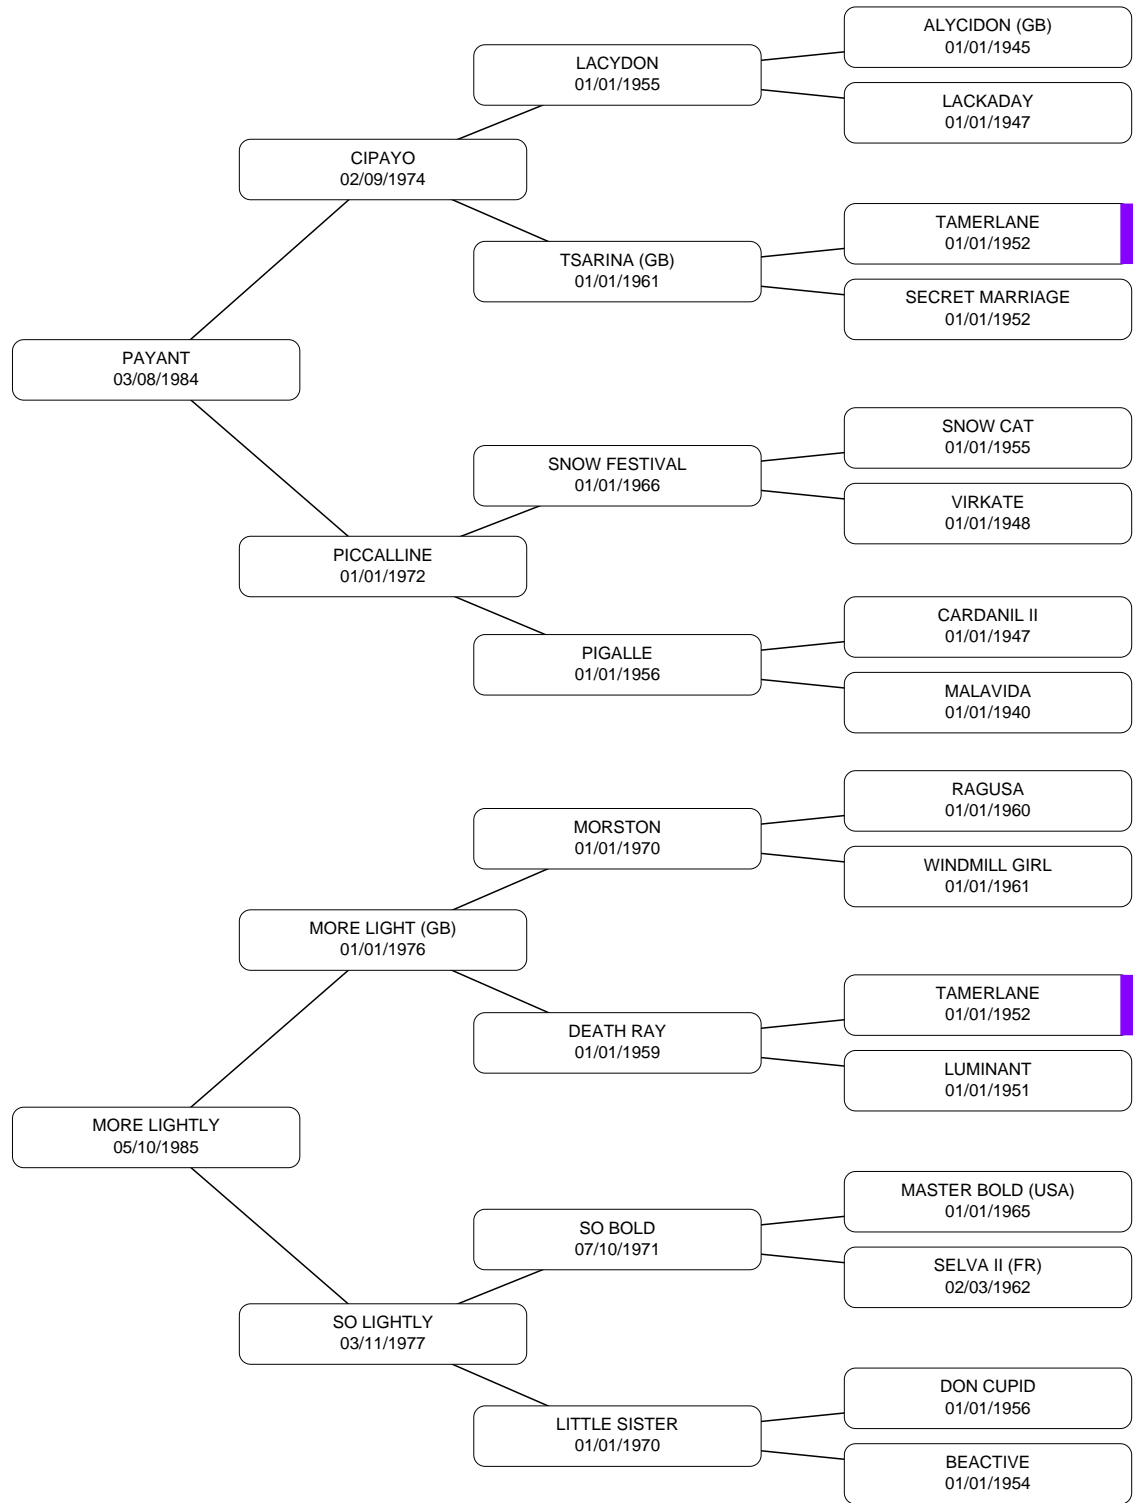 ALYCIDON (GB)
01/01/1945
LACYDON
01/01/1955
LACKADAY
01/01/1947
CIPAYO
02/09/1974
TAMERLANE
01/01/1952
TSARINA (GB)
01/01/1961
SECRET MARRIAGE
01/01/1952
PAYANT
03/08/1984
SNOW CAT
01/01/1955
SNOW FESTIVAL
01/01/1966
VIRKATE
01/01/1948
PICCALLINE
01/01/1972
CARDANIL II
01/01/1947
PIGALLE
01/01/1956
MALAVIDA
01/01/1940
RAGUSA
01/01/1960
MORSTON
01/01/1970
WINDMILL GIRL
01/01/1961
MORE LIGHT (GB)
01/01/1976
TAMERLANE
01/01/1952
DEATH RAY
01/01/1959
LUMINANT
01/01/1951
MORE LIGHTLY
05/10/1985
MASTER BOLD (USA)
01/01/1965
SO BOLD
07/10/1971
SELVA II (FR)
02/03/1962
SO LIGHTLY
03/11/1977
DON CUPID
01/01/1956
LITTLE SISTER
01/01/1970
BEACTIVE
01/01/1954